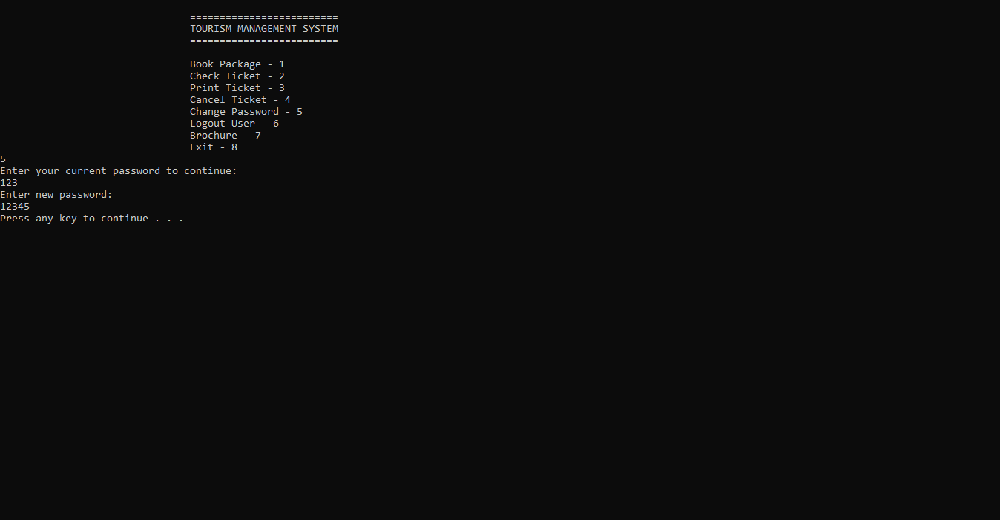 =========================
TOURISM MANAGEMENT SYSTEM
=========================
Book Package - 1
Check Ticket - 2
Print Ticket - 3
Cancel Ticket - 4
Change Password - 5
Logout User - 6
Brochure - 7
Exit - 8
5
Enter your current password to continue:
123
Enter new password:
12345
Press any key to continue . . .